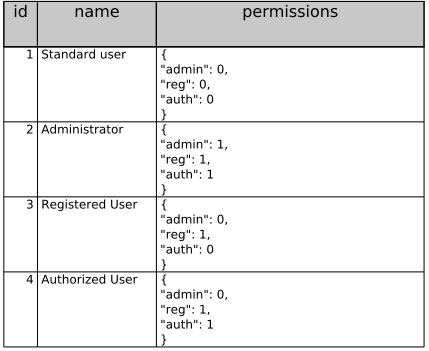 id name permissions
1 Standard user {
"admin": 0,
"reg": 0,
"auth": 0
}
2 Administrator {
"admin": 1,
"reg": 1,
"auth": 1
}
3 Registered User {
"admin": 0,
"reg": 1,
"auth": 0
}
4 Authorized User {
"admin": 0,
"reg": 1,
"auth": 1
}